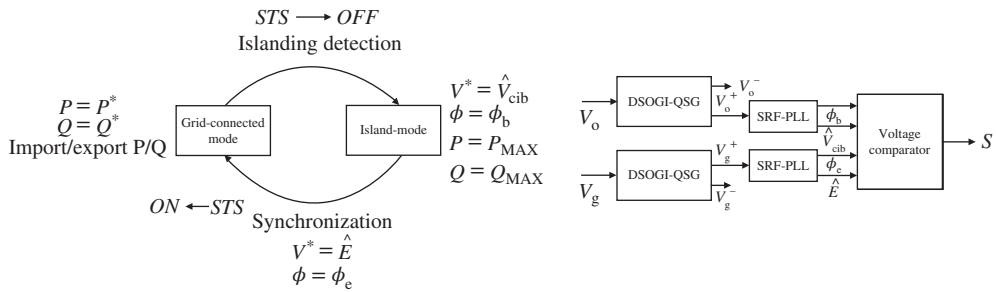 STS → OFF
Islanding detection
P = P*
Q = Q*
Import/export P/Q
Grid-connected
mode
Island-mode
V* = V̂cib
ϕ = ϕb
P = PMAX
Q = QMAX
ON ← STS
Synchronization
V* = Ê
ϕ = ϕe
Vo
DSOGI-QSG
Vo−
Vo+
SRF-PLL
ϕb
V̂cib
Vg
DSOGI-QSG
Vg+
Vg−
SRF-PLL
ϕe
Ê
Voltage
comparator
S